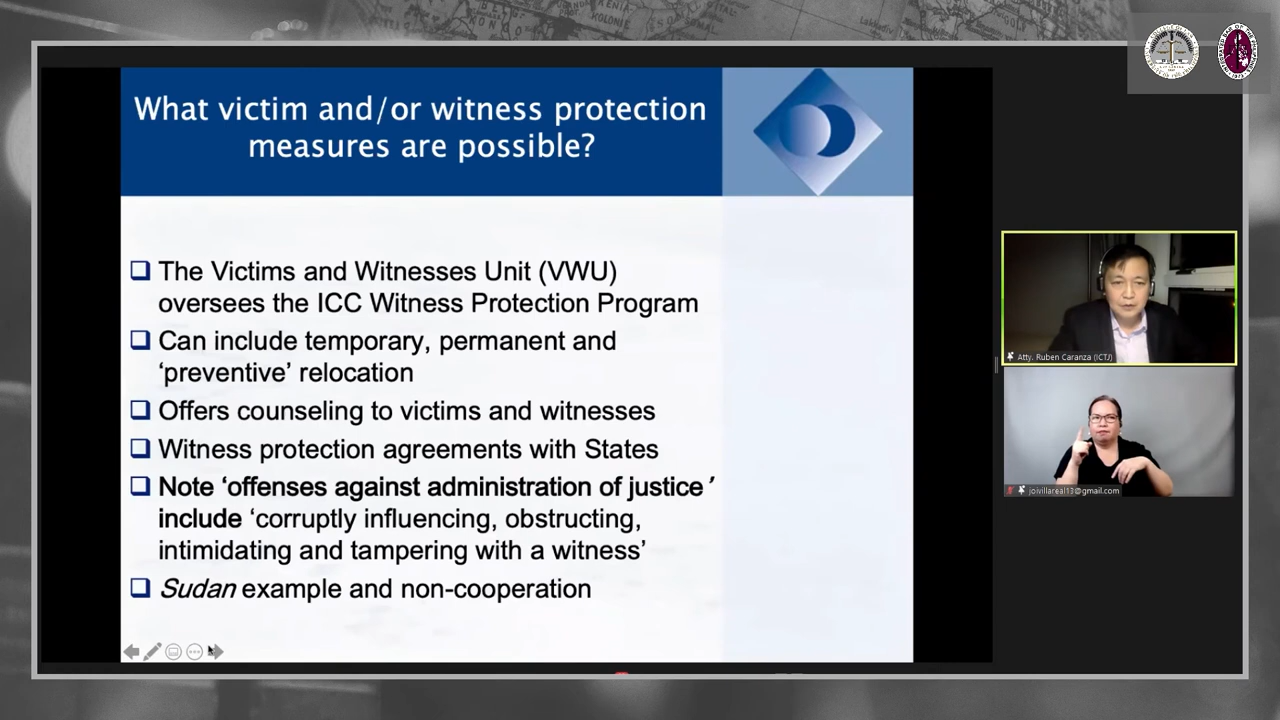 What victim and/or witness protection
measures are possible?
❑ The Victims and Witnesses Unit (VWU)
oversees the ICC Witness Protection Program
❑ Can include temporary, permanent and
‘preventive’ relocation
❑ Offers counseling to victims and witnesses
❑ Witness protection agreements with States
❑ Note ‘offenses against administration of justice’
include ‘corruptly influencing, obstructing,
intimidating and tampering with a witness’
❑ Sudan example and non-cooperation
Atty. Ruben Caranza (ICTJ)
joivillareal13@gmail.com